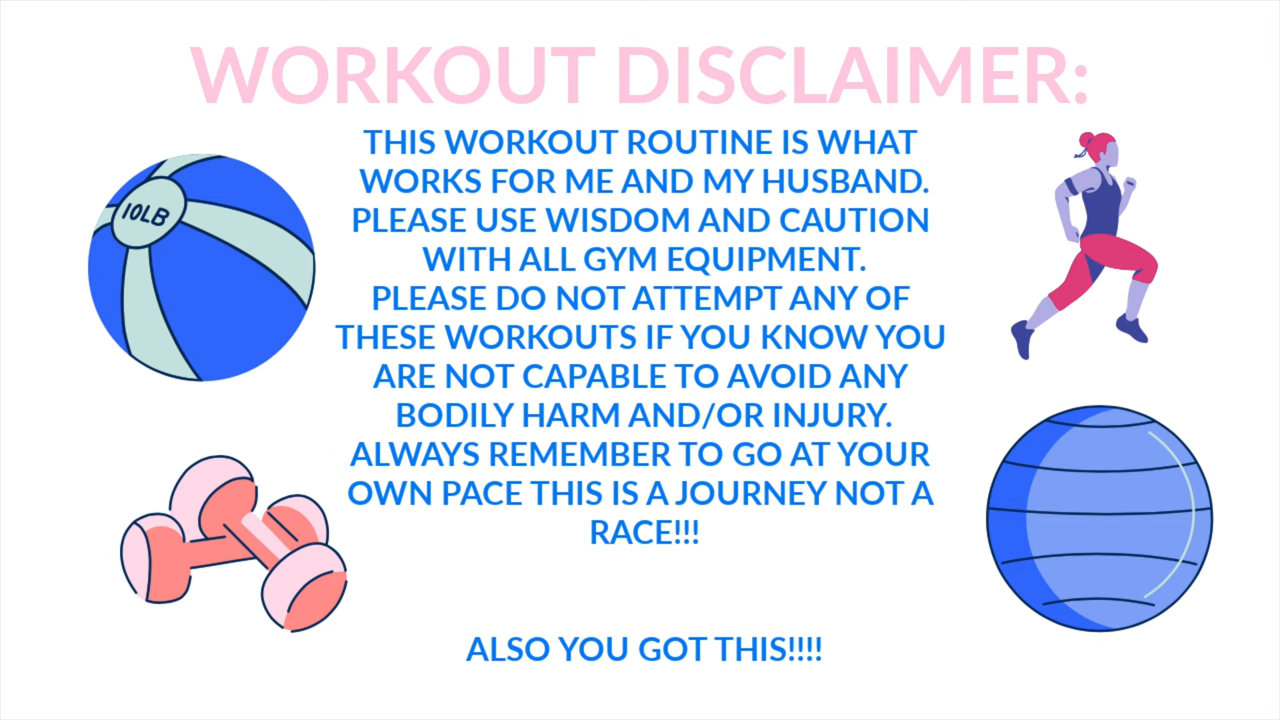 WORKOUT DISCLAIMER:
THIS WORKOUT ROUTINE IS WHAT
WORKS FOR ME AND MY HUSBAND.
PLEASE USE WISDOM AND CAUTION
WITH ALL GYM EQUIPMENT.
PLEASE DO NOT ATTEMPT ANY OF
THESE WORKOUTS IF YOU KNOW YOU
ARE NOT CAPABLE TO AVOID ANY
BODILY HARM AND/OR INJURY.
ALWAYS REMEMBER TO GO AT YOUR
OWN PACE THIS IS A JOURNEY NOT A
RACE!!!
ALSO YOU GOT THIS!!!!
10LB